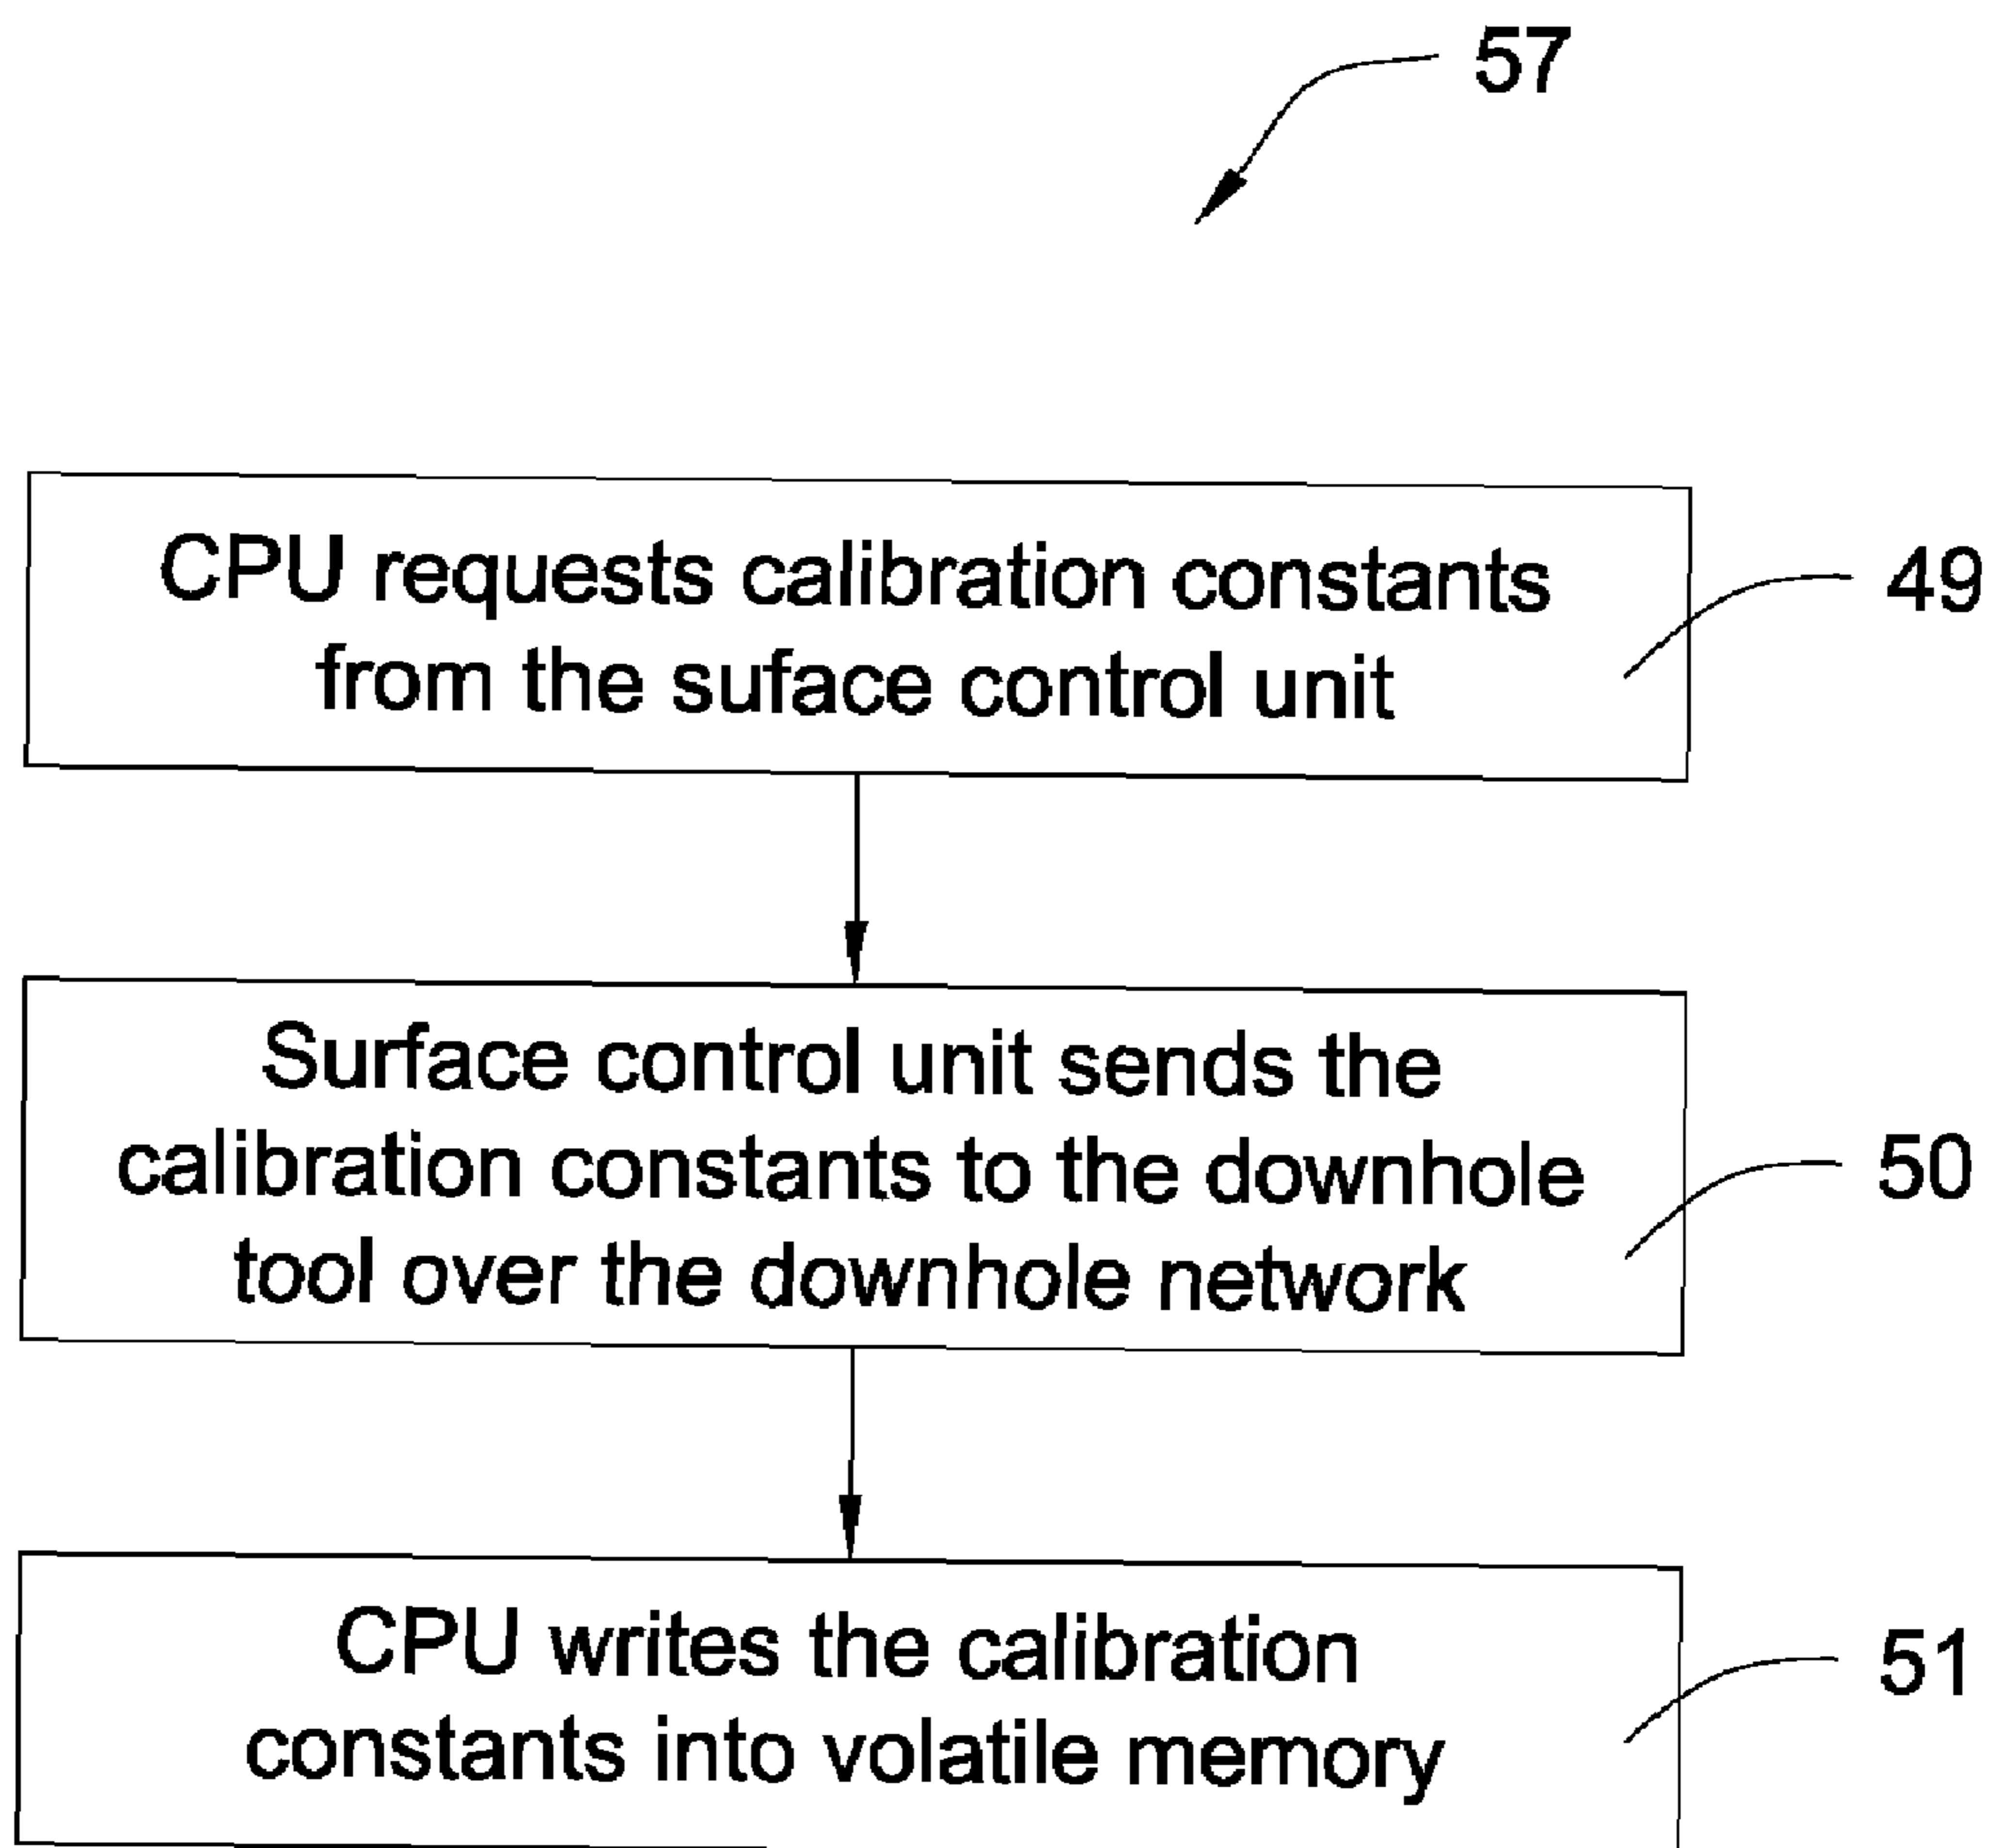 57
CPU requests calibration constants
from the suface control unit
49
Surface control unit sends the
calibration constants to the downhole
tool over the downhole network
50
CPU writes the calibration
constants into volatile memory
51